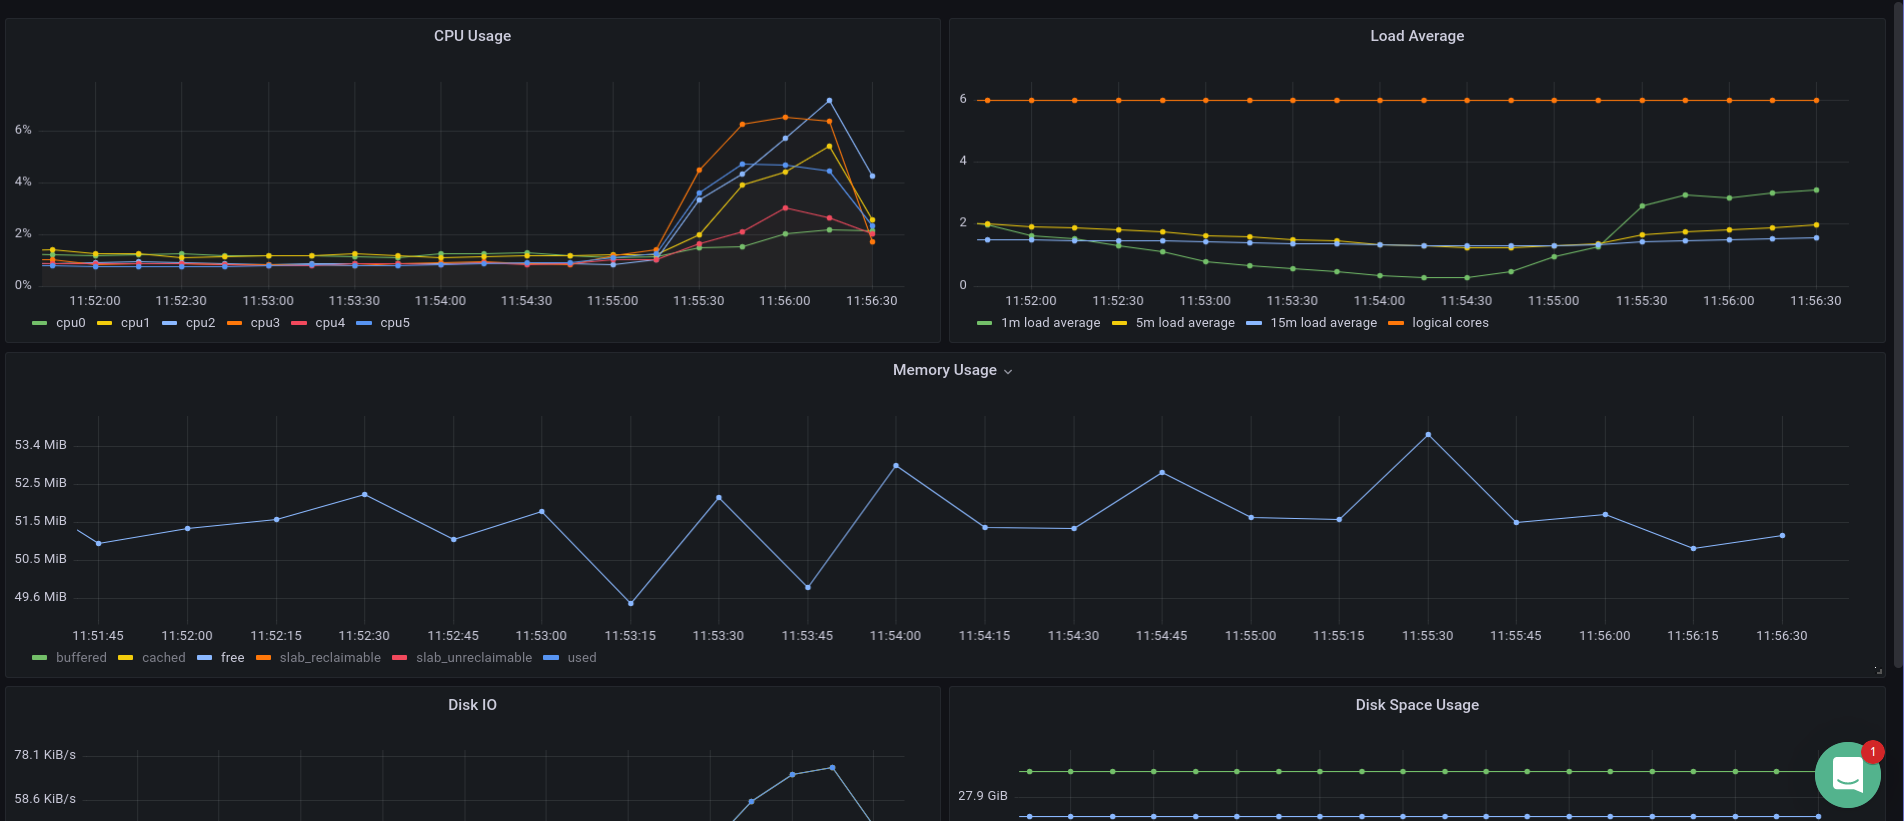 CPU Usage
6%
4%
2%
0%
11:52:00 11:52:30 11:53:00 11:53:30 11:54:00 11:54:30 11:55:00 11:55:30 11:56:00 11:56:30
cpu0 cpu1 cpu2 cpu3 cpu4 cpu5
Load Average
6
4
2
0
11:52:00 11:52:30 11:53:00 11:53:30 11:54:00 11:54:30 11:55:00 11:55:30 11:56:00 11:56:30
1m load average 5m load average 15m load average logical cores
Memory Usage
53.4 MiB
52.5 MiB
51.5 MiB
50.5 MiB
49.6 MiB
11:51:45 11:52:00 11:52:15 11:52:30 11:52:45 11:53:00 11:53:15 11:53:30 11:53:45 11:54:00 11:54:15 11:54:30 11:54:45 11:55:00 11:55:15 11:55:30 11:55:45 11:56:00 11:56:15 11:56:30
buffered cached free slab_reclaimable slab_unreclaimable used
Disk IO
78.1 KiB/s
58.6 KiB/s
Disk Space Usage
27.9 GiB
1